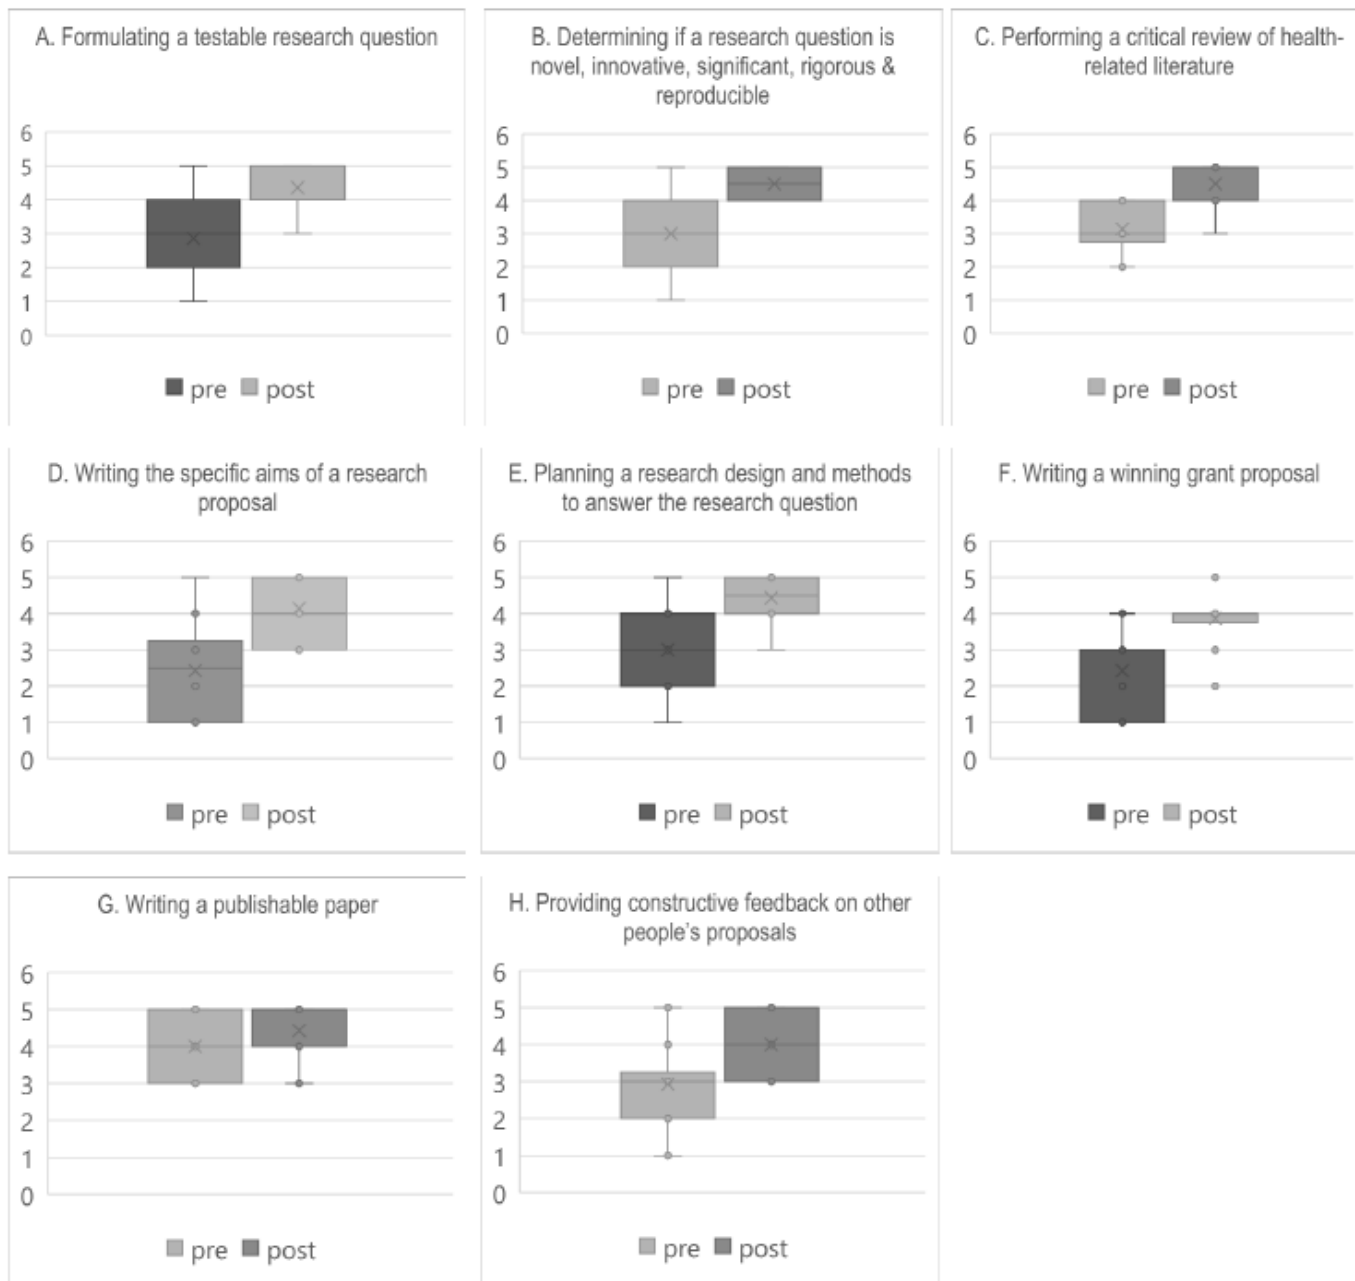 A. Formulating a testable research question
6
5
4
3
2
1
0
pre post
B. Determining if a research question is
novel, innovative, significant, rigorous &
reproducible
6
5
4
3
2
1
0
pre post
C. Performing a critical review of health-
related literature
6
5
4
3
2
1
0
pre post
D. Writing the specific aims of a research
proposal
6
5
4
3
2
1
0
pre post
E. Planning a research design and methods
to answer the research question
6
5
4
3
2
1
0
pre post
F. Writing a winning grant proposal
6
5
4
3
2
1
0
pre post
G. Writing a publishable paper
6
5
4
3
2
1
0
pre post
H. Providing constructive feedback on other
people's proposals
6
5
4
3
2
1
0
pre post